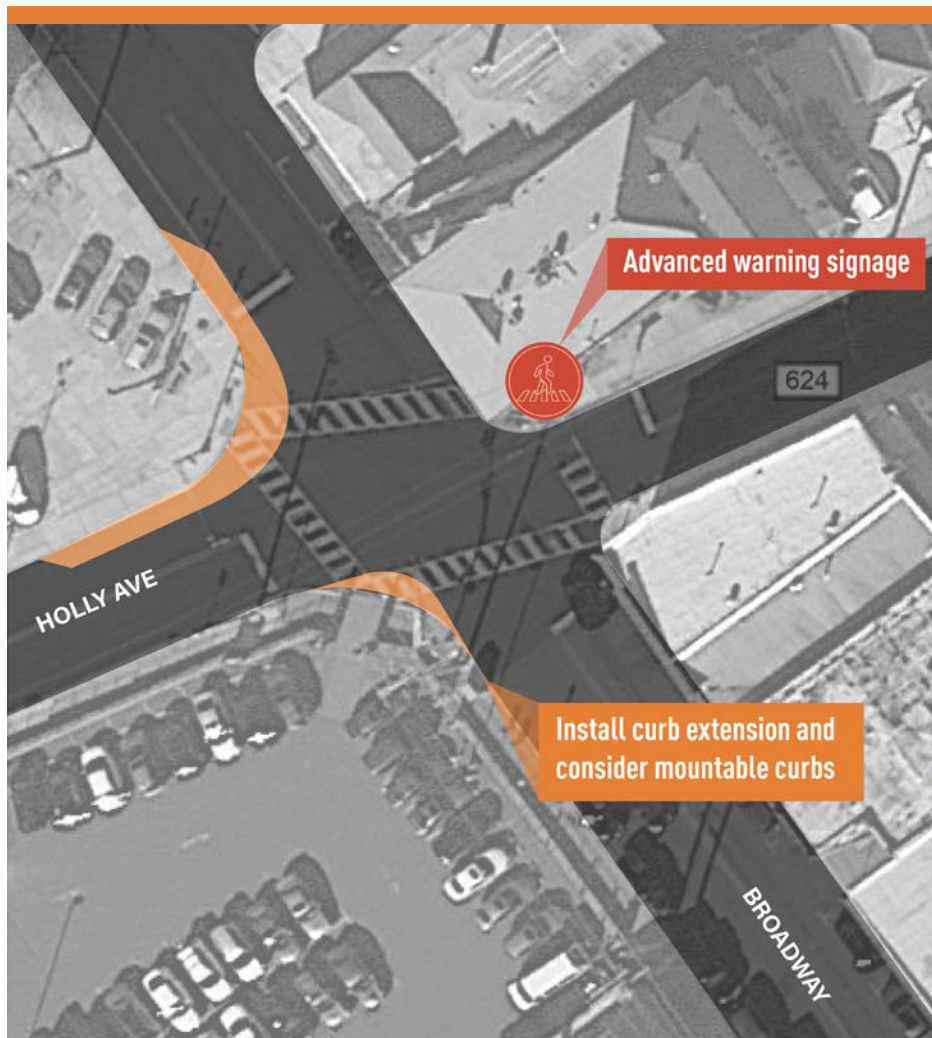 Advanced warning signage
624
HOLLY AVE
Install curb extension and
consider mountable curbs
BROADWAY